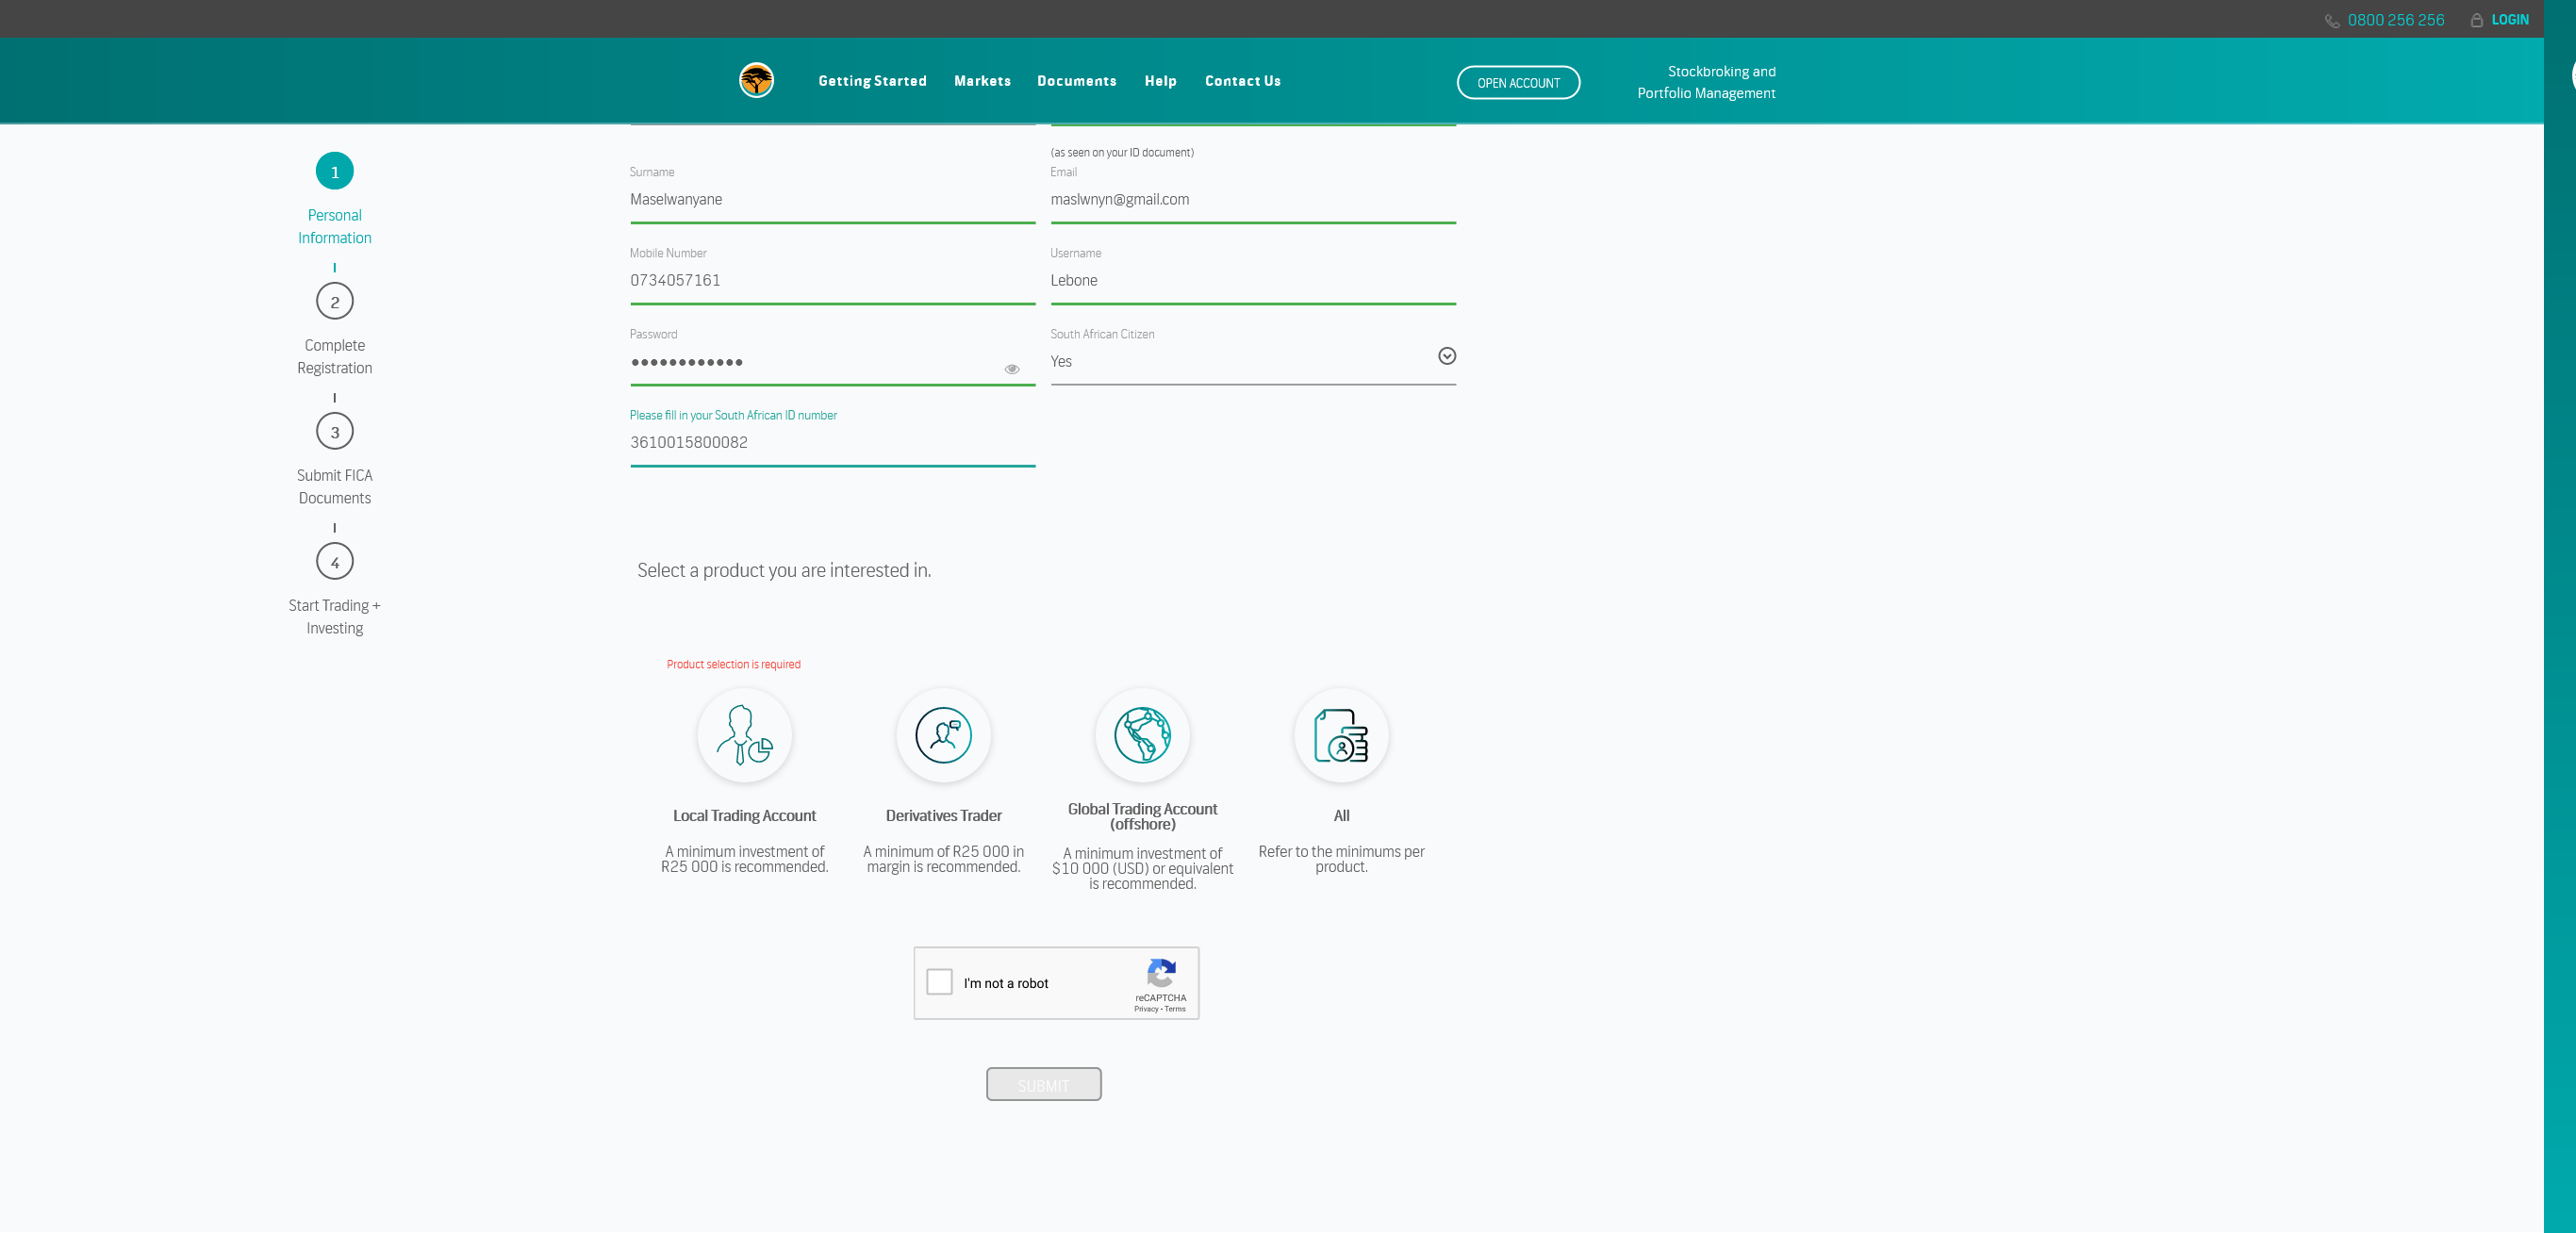 0800 256 256 LOGIN
Getting Started Markets Documents Help Contact Us OPEN ACCOUNT
Stockbroking and
Portfolio Management
1
Personal
Information
2
Complete
Registration
3
Submit FICA
Documents
4
Start Trading +
Investing
(as seen on your ID document)
Surname Email
Maselwanyane maslwnyn@gmail.com
Mobile Number Username
0734057161 Lebone
Password South African Citizen
•••••••••••• Yes
Please fill in your South African ID number
3610015800082
Select a product you are interested in.
Product selection is required
Local Trading Account
A minimum investment of
R25 000 is recommended.
Derivatives Trader
A minimum of R25 000 in
margin is recommended.
Global Trading Account
(offshore)
A minimum investment of
$10 000 (USD) or equivalent
is recommended.
All
Refer to the minimums per
product.
I'm not a robot
reCAPTCHA
Privacy • Terms
SUBMIT